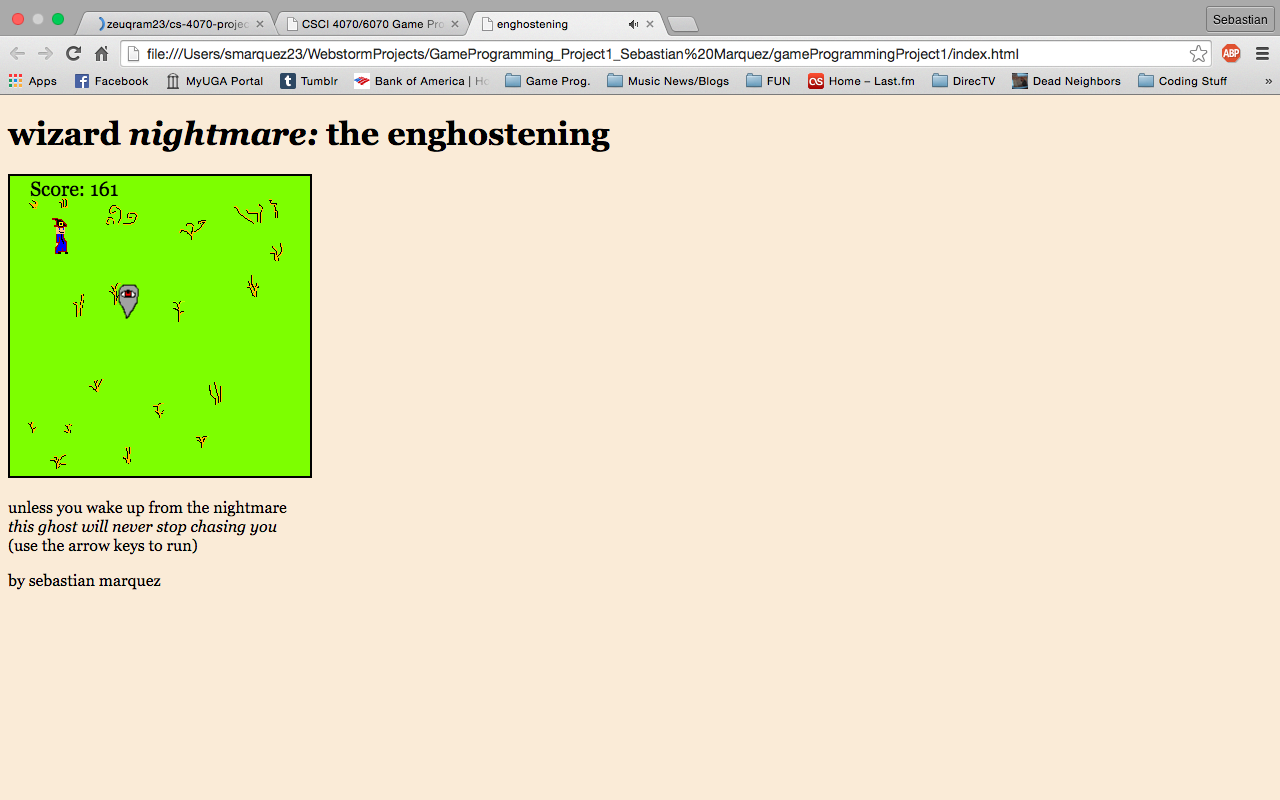 zeuqram23/cs-4070-projec
CSCI 4070/6070 Game Pro
enghostening
Sebastian
file:///Users/smarquez23/WebstormProjects/GameProgramming_Project1_Sebastian%20Marquez/gameProgrammingProject1/index.html
ABP
Apps Facebook MyUGA Portal Tumblr Bank of America | Ho Game Prog. Music News/Blogs FUN Home – Last.fm DirecTV Dead Neighbors Coding Stuff »
wizard nightmare: the enghostening
Score: 161
unless you wake up from the nightmare
this ghost will never stop chasing you
(use the arrow keys to run)
by sebastian marquez